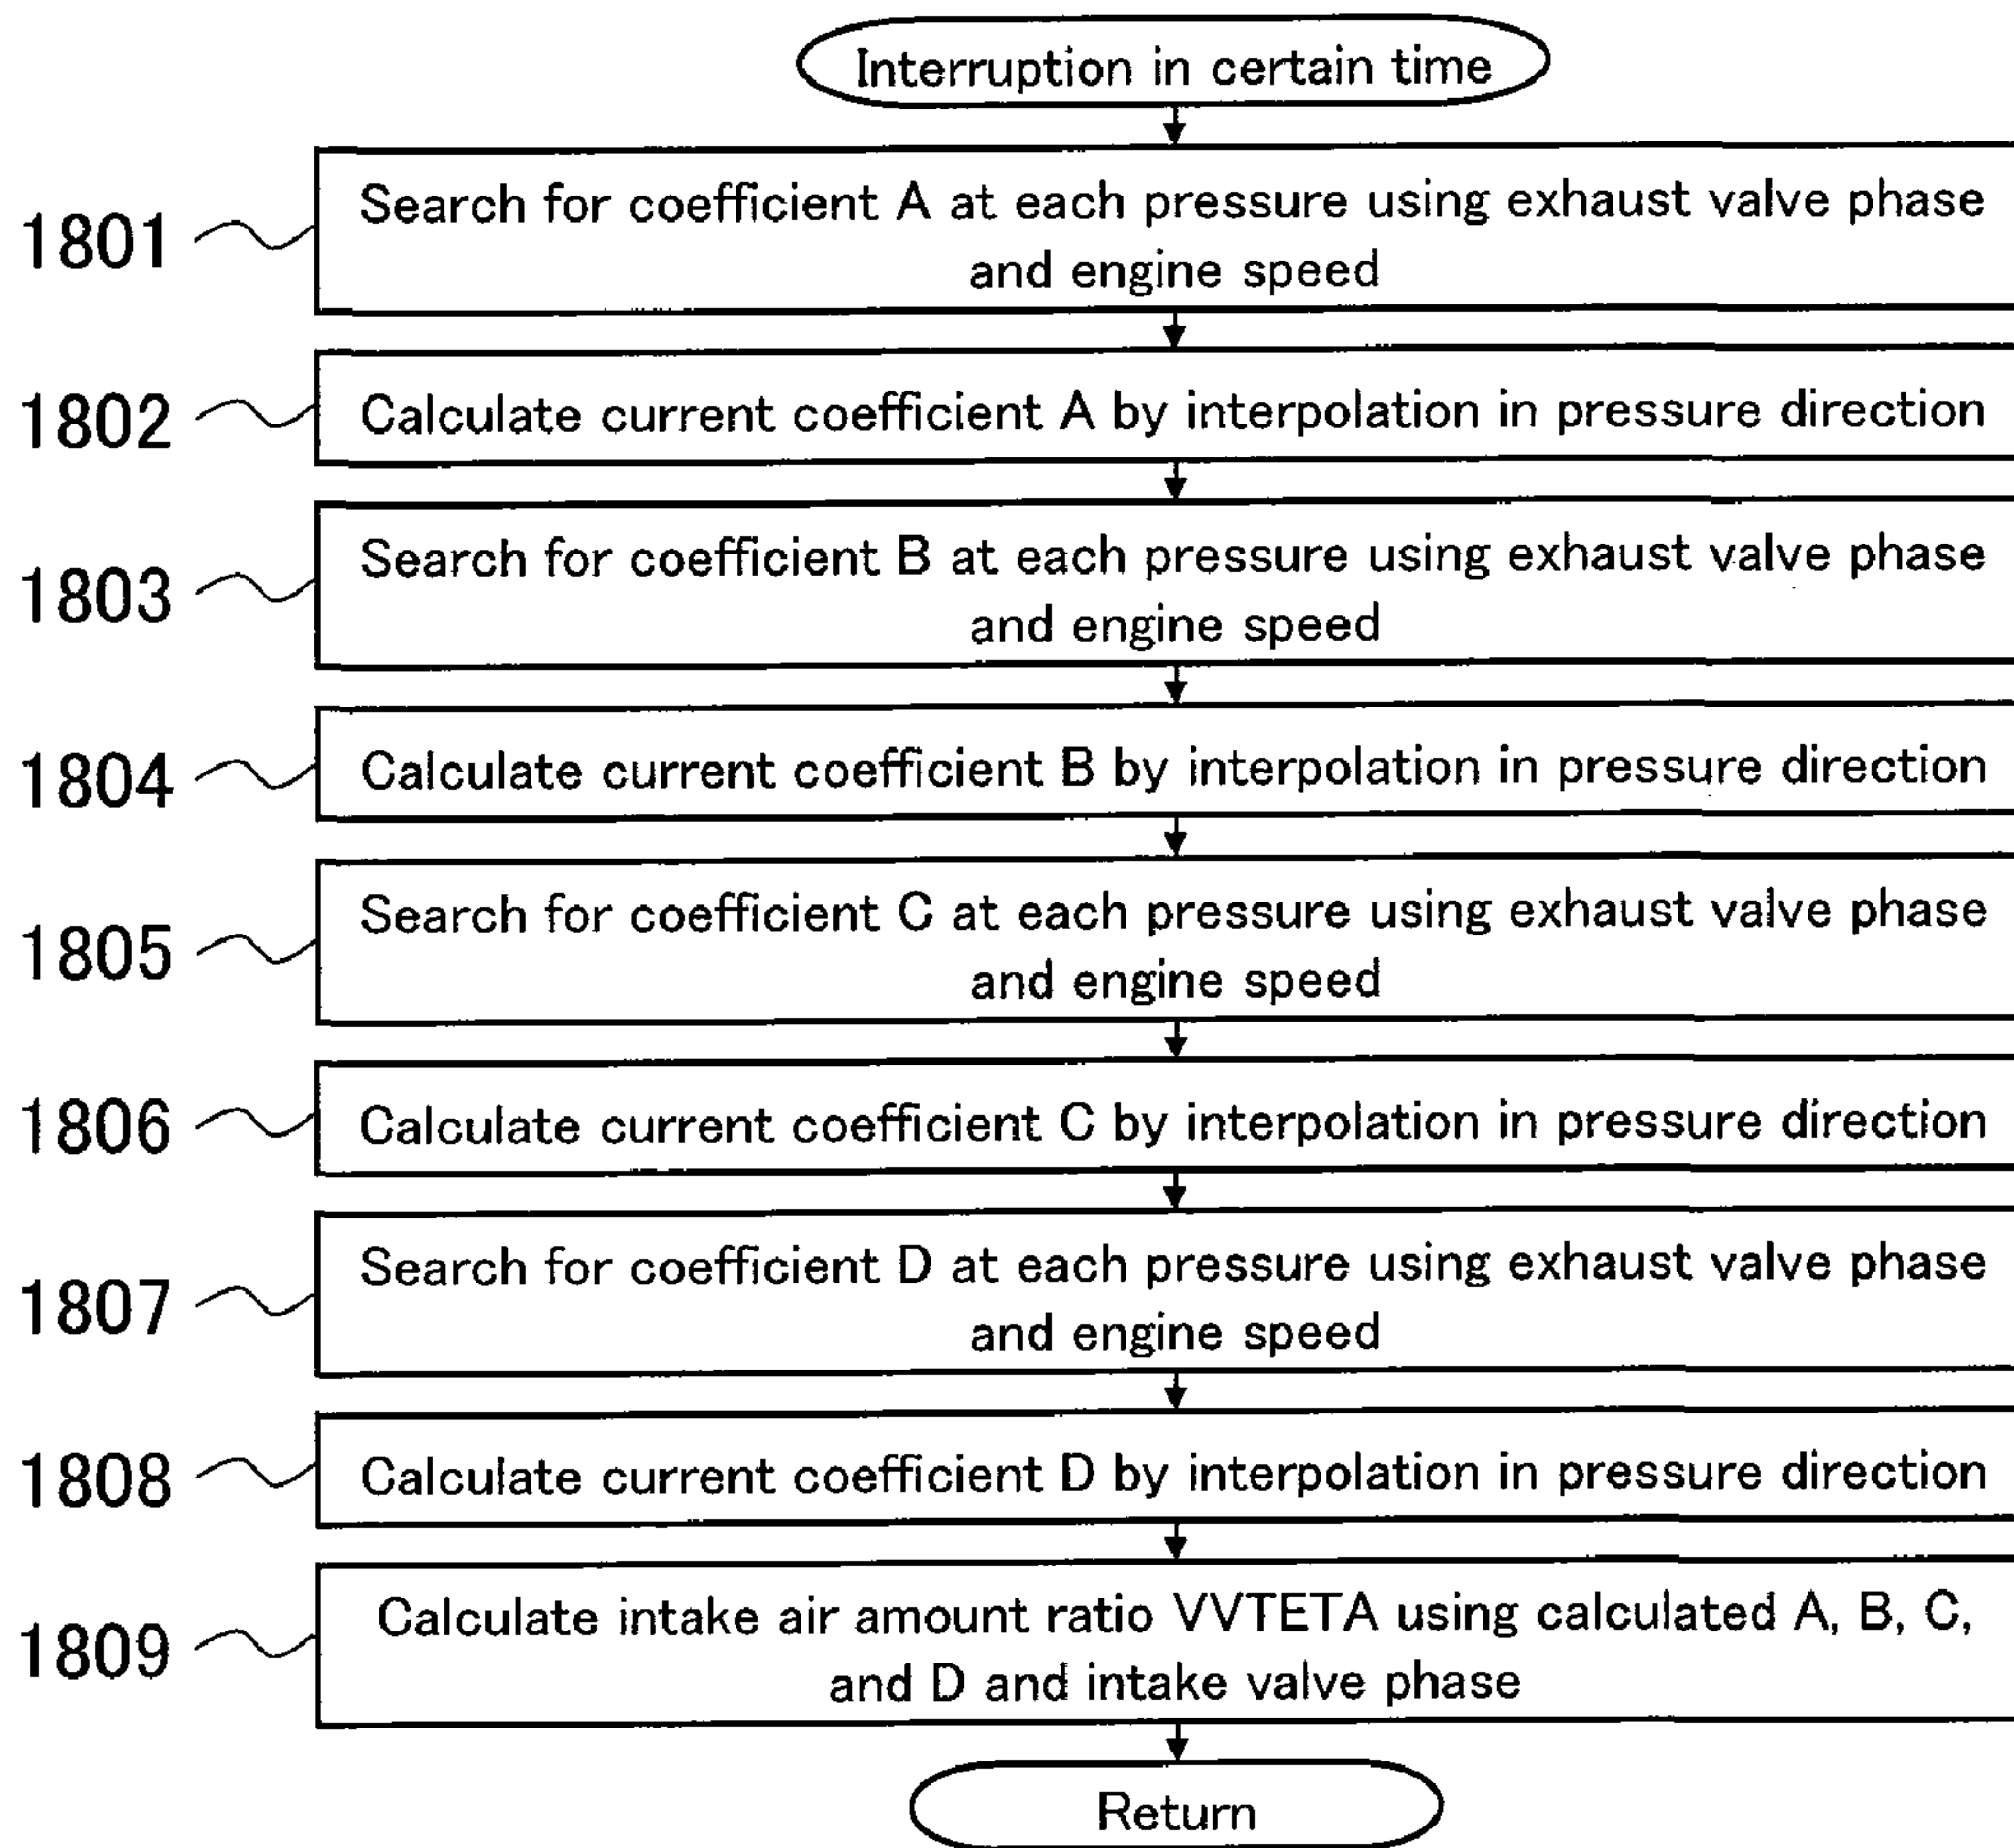 Interruption in certain time
1801
Search for coefficient A at each pressure using exhaust valve phase
and engine speed
1802
Calculate current coefficient A by interpolation in pressure direction
1803
Search for coefficient B at each pressure using exhaust valve phase
and engine speed
1804
Calculate current coefficient B by interpolation in pressure direction
1805
Search for coefficient C at each pressure using exhaust valve phase
and engine speed
1806
Calculate current coefficient C by interpolation in pressure direction
1807
Search for coefficient D at each pressure using exhaust valve phase
and engine speed
1808
Calculate current coefficient D by interpolation in pressure direction
1809
Calculate intake air amount ratio VVTETA using calculated A, B, C,
and D and intake valve phase
Return